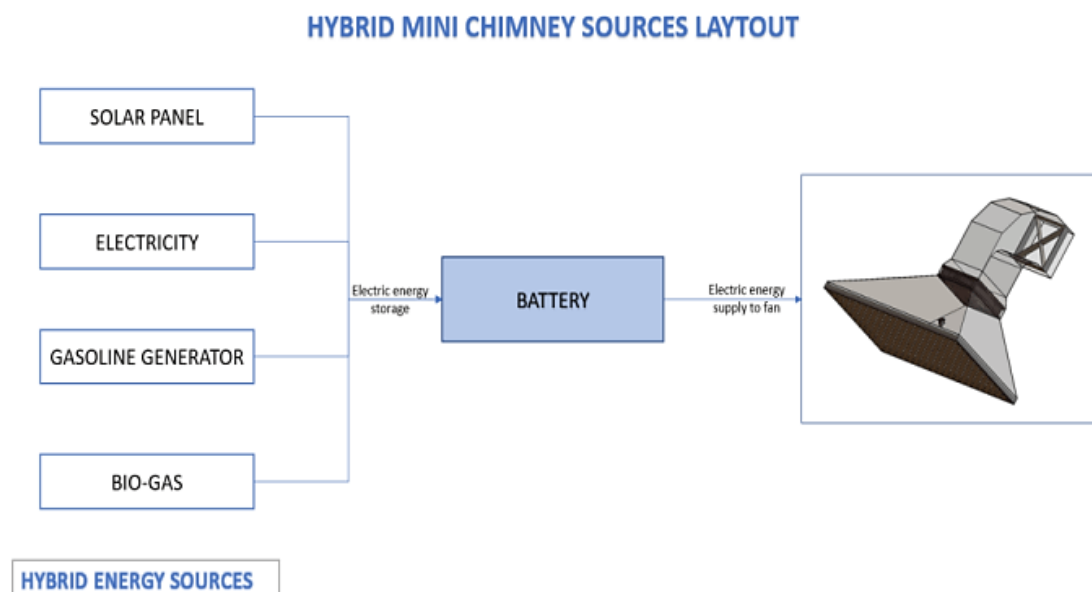 HYBRID MINI CHIMNEY SOURCES LAYTOUT
SOLAR PANEL
ELECTRICITY
GASOLINE GENERATOR
BIO-GAS
Electric energy
storage
BATTERY
Electric energy
supply to fan
HYBRID ENERGY SOURCES